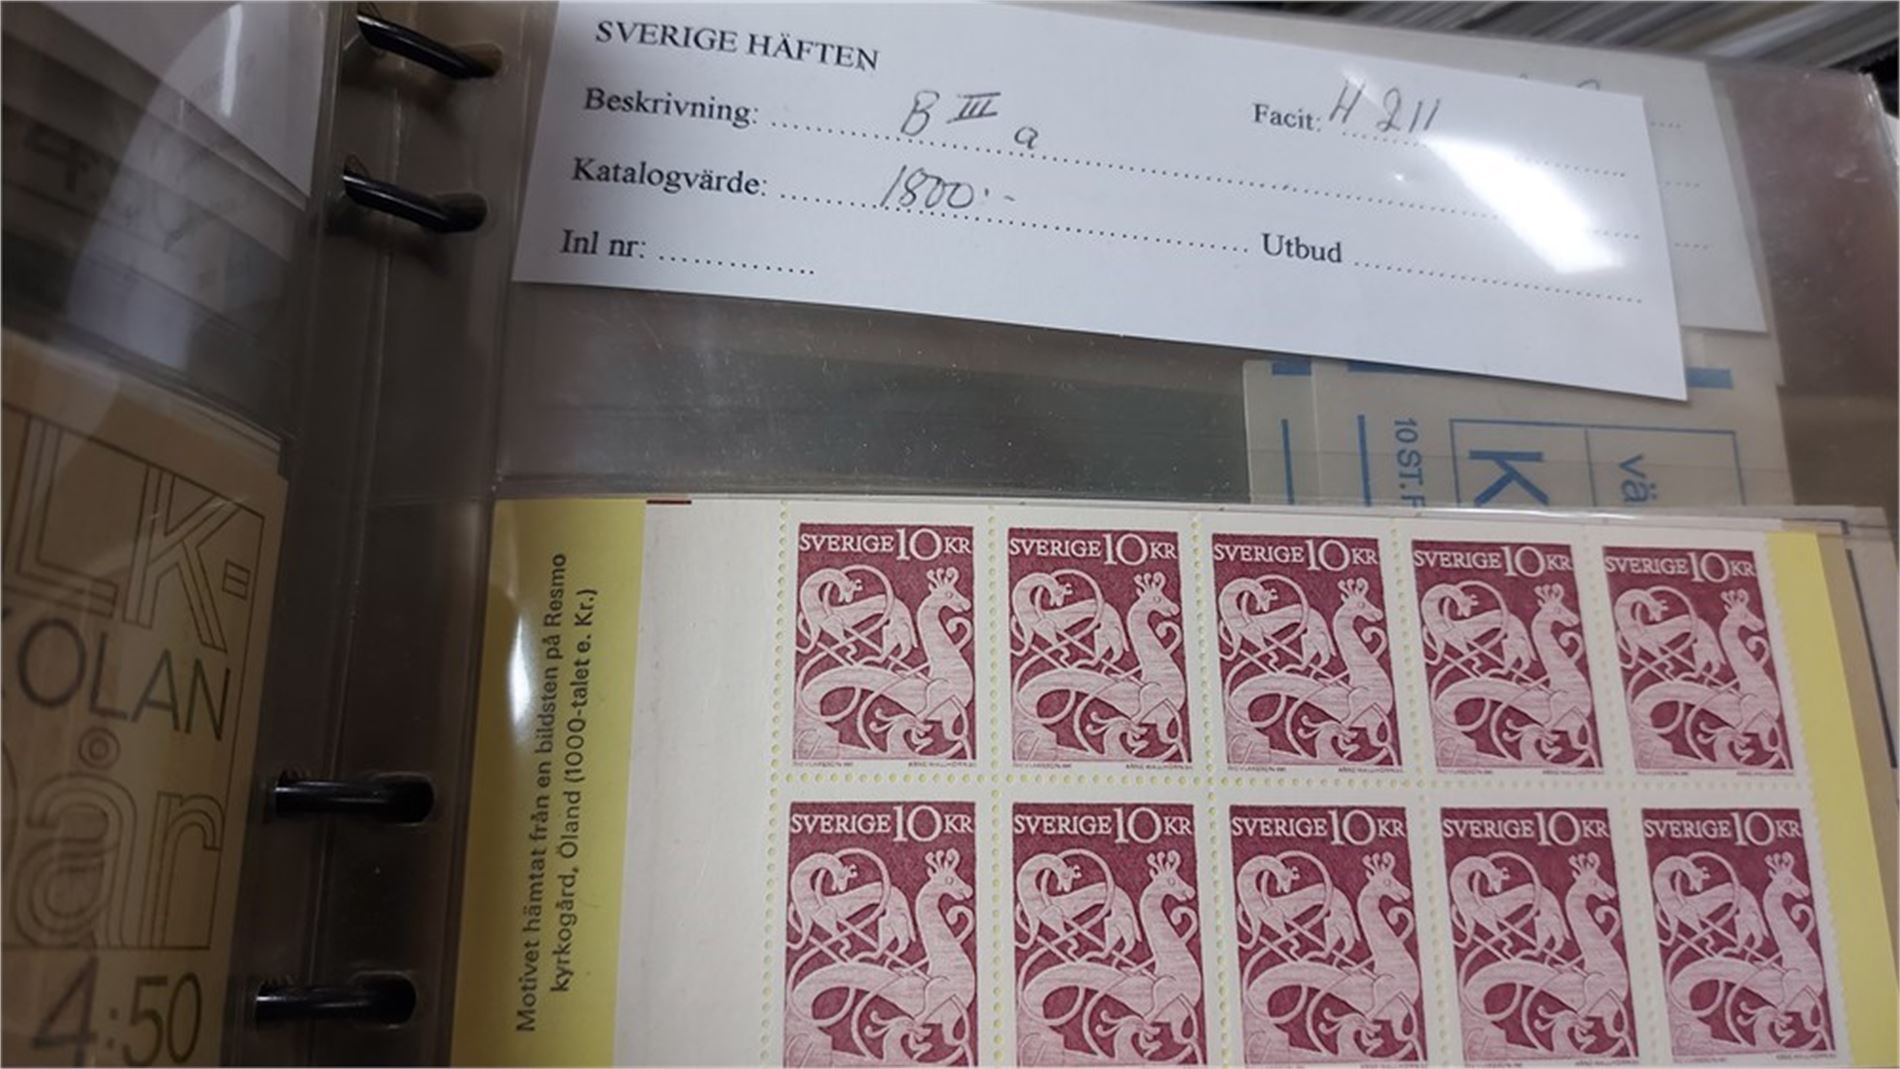 SVERIGE HÄFTEN
Beskrivning: B III a Facit: H 211
Katalogvärde: 1800:-
Inl nr: Utbud
10 ST. F
K
vä
LK-
KOLAN
år
4:50
Motivet hämtat från en bildsten på Resmo
kyrkogård, Öland (1000-talet e. Kr.)
SVERIGE 10 KR SVERIGE 10 KR SVERIGE 10 KR SVERIGE 10 KR SVERIGE 10 KR
SVERIGE 10 KR SVERIGE 10 KR SVERIGE 10 KR SVERIGE 10 KR SVERIGE 10 KR